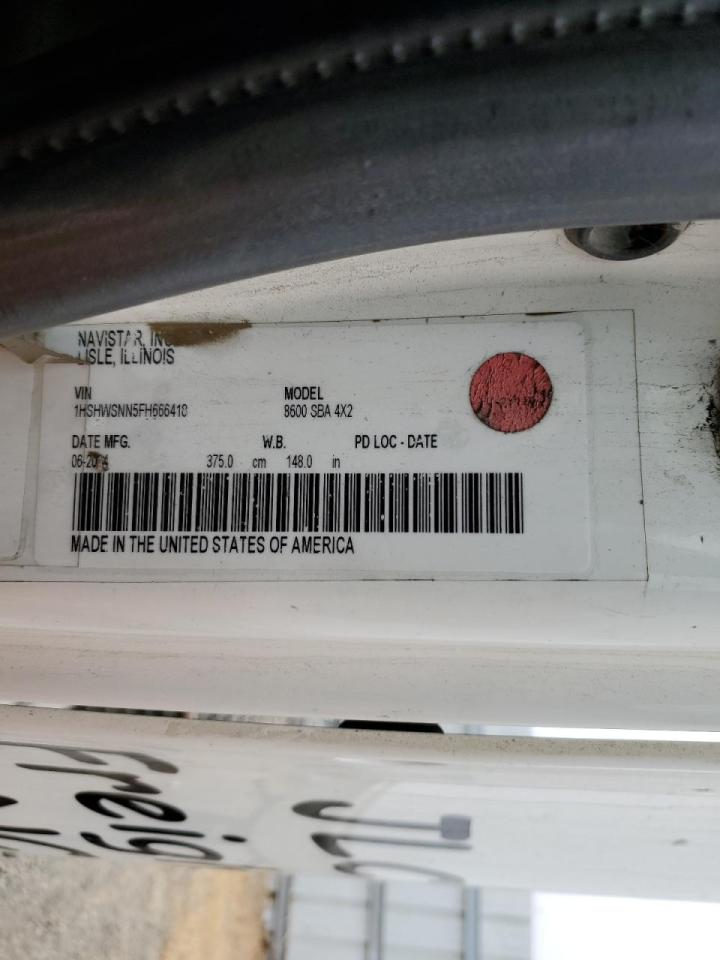 NAVISTAR,
LISLE, ILLINOIS
VIN MODEL
1HSHWSNN5FH666418 8600 SBA 4X2
DATE MFG. W.B. PD LOC - DATE
375.0 cm 148.0 in
MADE IN THE UNITED STATES OF AMERICA